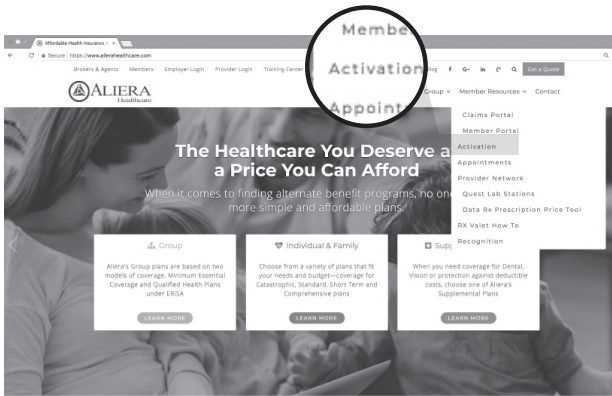 Affordable Health Insurance
Secure https://www.alierahealthcare.com
Brokers & Agents Members Employer Login Provider Login Training Center Blog f G+ in Get a Quote
ALIERA
Healthcare
Group Member Resources Contact
Member
Activation
Appoint
Claims Portal
Member Portal
Activation
Appointments
Provider Network
Quest Lab Stations
Data Rx Prescription Price Tool
RX Valet How To
Recognition
The Healthcare You Deserve a
a Price You Can Afford
When it comes to finding alternate benefit programs, no one
more simple and affordable plans.
Group
Aliera's Group plans are based on two
models of coverage, Minimum Essential
Coverage and Qualified Health Plans
under ERISA
LEARN MORE
Individual & Family
Choose from a variety of plans that fit
your needs and budget—coverage for
Catastrophic, Standard, Short Term and
Comprehensive plans
LEARN MORE
Supp
When you need coverage for Dental,
Vision or protection against deductible
costs, choose one of Aliera's
Supplemental Plans
LEARN MORE